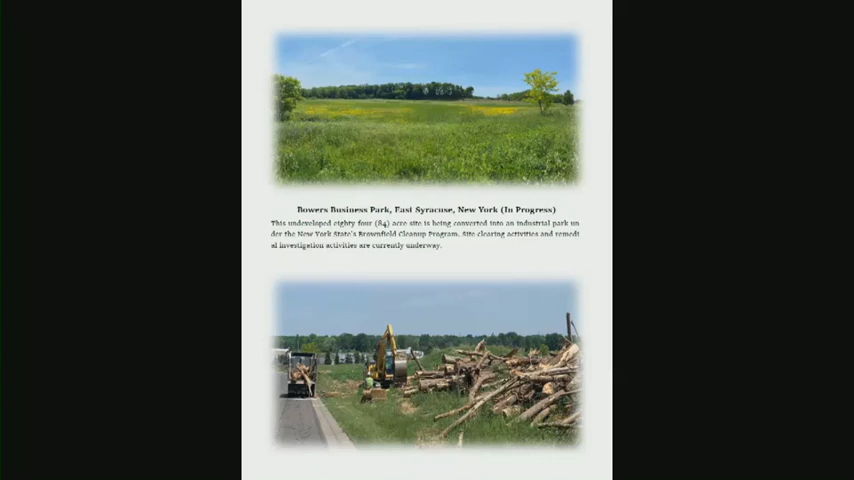 Bowers Business Park, East Syracuse, New York (In Progress)
This undeveloped eighty four (84) acre site is being converted into an industrial park un
der the New York State's Brownfield Cleanup Program. Site clearing activities and remedi
al investigation activities are currently underway.